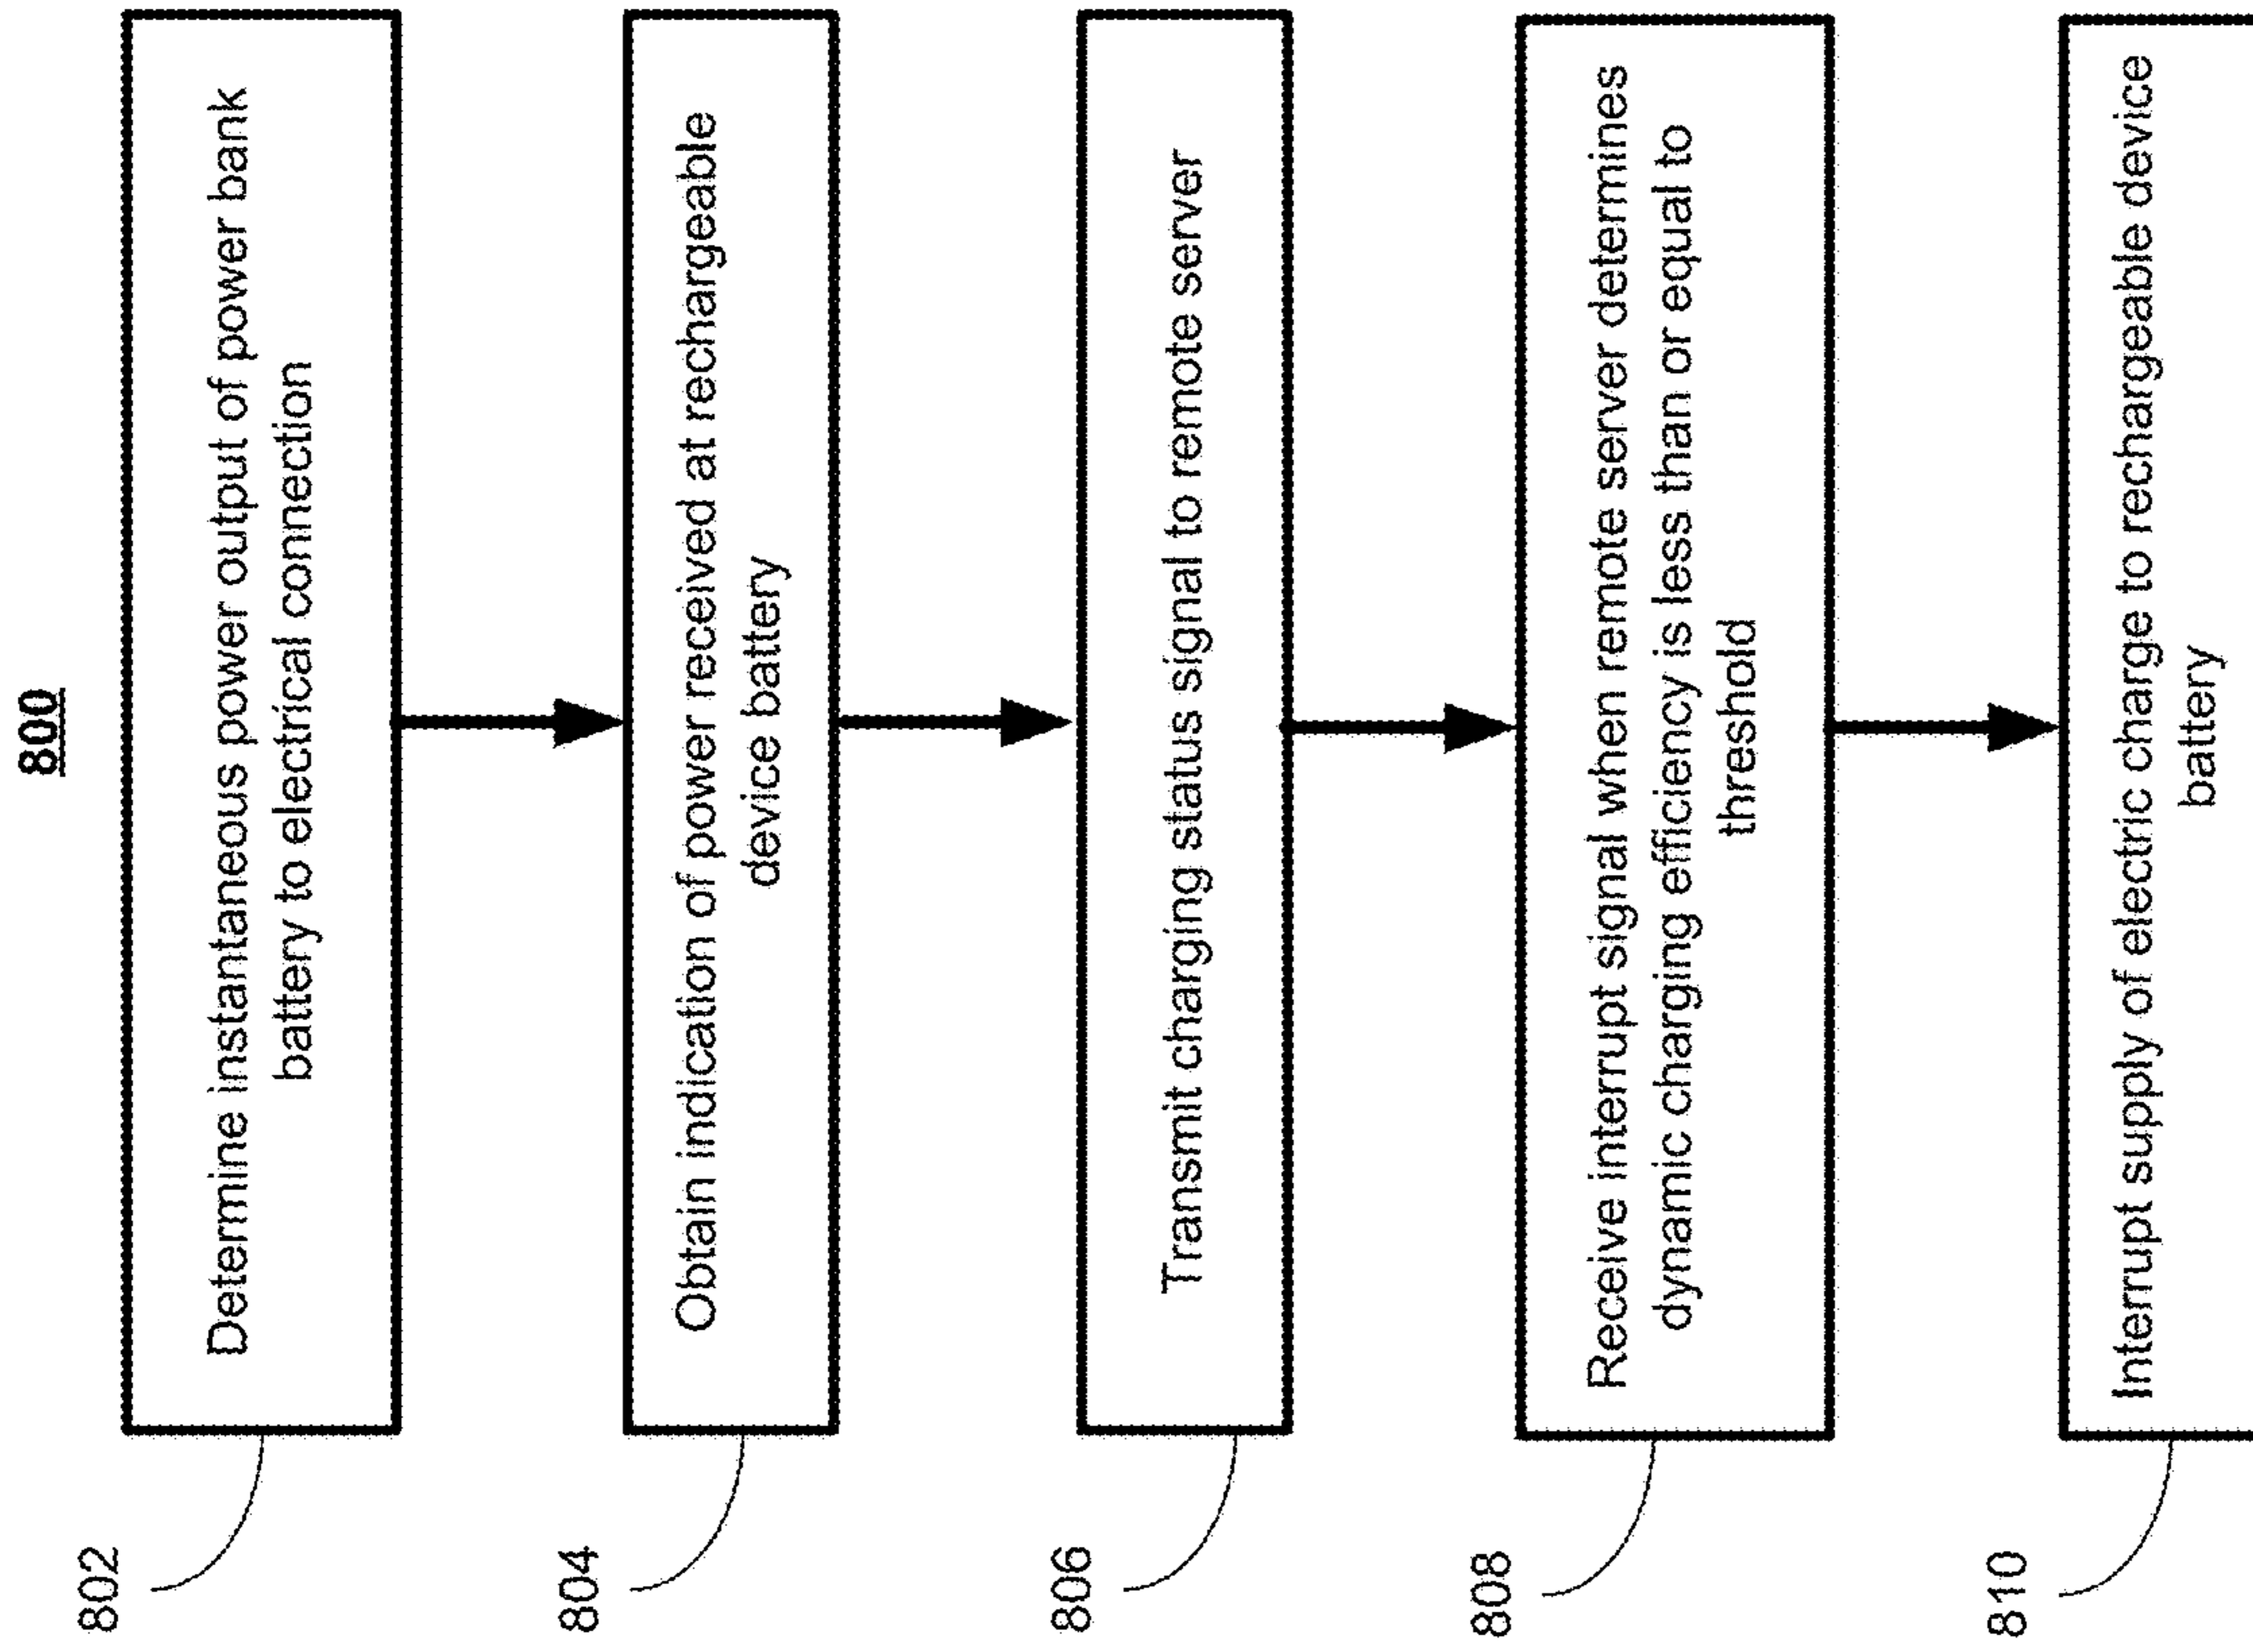 800
802
Determine instantaneous power output of power bank
battery to electrical connection
804
Obtain indication of power received at rechargeable
device battery
806
Transmit charging status signal to remote server
808
Receive interrupt signal when remote server determines
dynamic charging efficiency is less than or equal to
threshold
810
Interrupt supply of electric charge to rechargeable device
battery